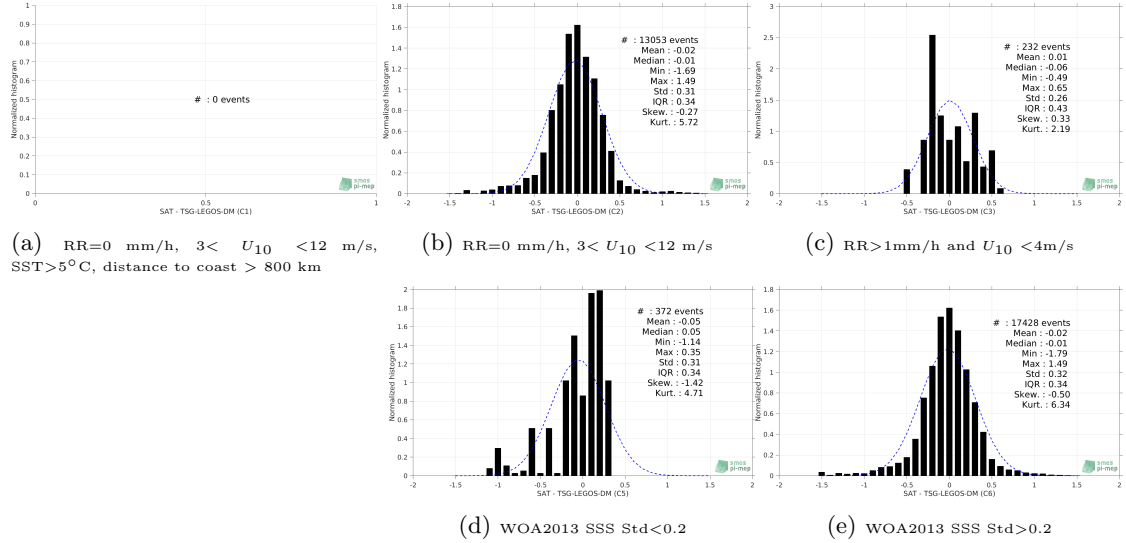 Normalized histogram
1
0.9
0.8
0.7
0.6
0.5
0.4
0.3
0.2
0.1
0
# : 0 events
0 0.5 1
SAT - TSG-LEGOS-DM (C1)
smos
pi-mep
(a) RR=0 mm/h, 3< U10 <12 m/s,
SST>5°C, distance to coast > 800 km
Normalized histogram
1.8
1.6
1.4
1.2
1
0.8
0.6
0.4
0.2
0
# : 13053 events
Mean : -0.02
Median : -0.01
Min : -1.69
Max : 1.49
Std : 0.31
IQR : 0.34
Skew. : -0.27
Kurt. : 5.72
-2 -1.5 -1 -0.5 0 0.5 1 1.5 2
SAT - TSG-LEGOS-DM (C2)
smos
pi-mep
(b) RR=0 mm/h, 3< U10 <12 m/s
Normalized histogram
3
2.5
2
1.5
1
0.5
0
# : 232 events
Mean : 0.01
Median : -0.06
Min : -0.49
Max : 0.65
Std : 0.26
IQR : 0.43
Skew. : 0.33
Kurt. : 2.19
-2 -1.5 -1 -0.5 0 0.5 1 1.5 2
SAT - TSG-LEGOS-DM (C3)
smos
pi-mep
(c) RR>1mm/h and U10 <4m/s
Normalized histogram
2
1.8
1.6
1.4
1.2
1
0.8
0.6
0.4
0.2
0
# : 372 events
Mean : -0.05
Median : 0.05
Min : -1.14
Max : 0.35
Std : 0.31
IQR : 0.34
Skew. : -1.42
Kurt. : 4.71
-2 -1.5 -1 -0.5 0 0.5 1 1.5 2
SAT - TSG-LEGOS-DM (C5)
smos
pi-mep
(d) WOA2013 SSS Std<0.2
Normalized histogram
1.8
1.6
1.4
1.2
1
0.8
0.6
0.4
0.2
0
# : 17428 events
Mean : -0.02
Median : -0.01
Min : -1.79
Max : 1.49
Std : 0.32
IQR : 0.34
Skew. : -0.50
Kurt. : 6.34
-2 -1.5 -1 -0.5 0 0.5 1 1.5 2
SAT - TSG-LEGOS-DM (C6)
smos
pi-mep
(e) WOA2013 SSS Std>0.2